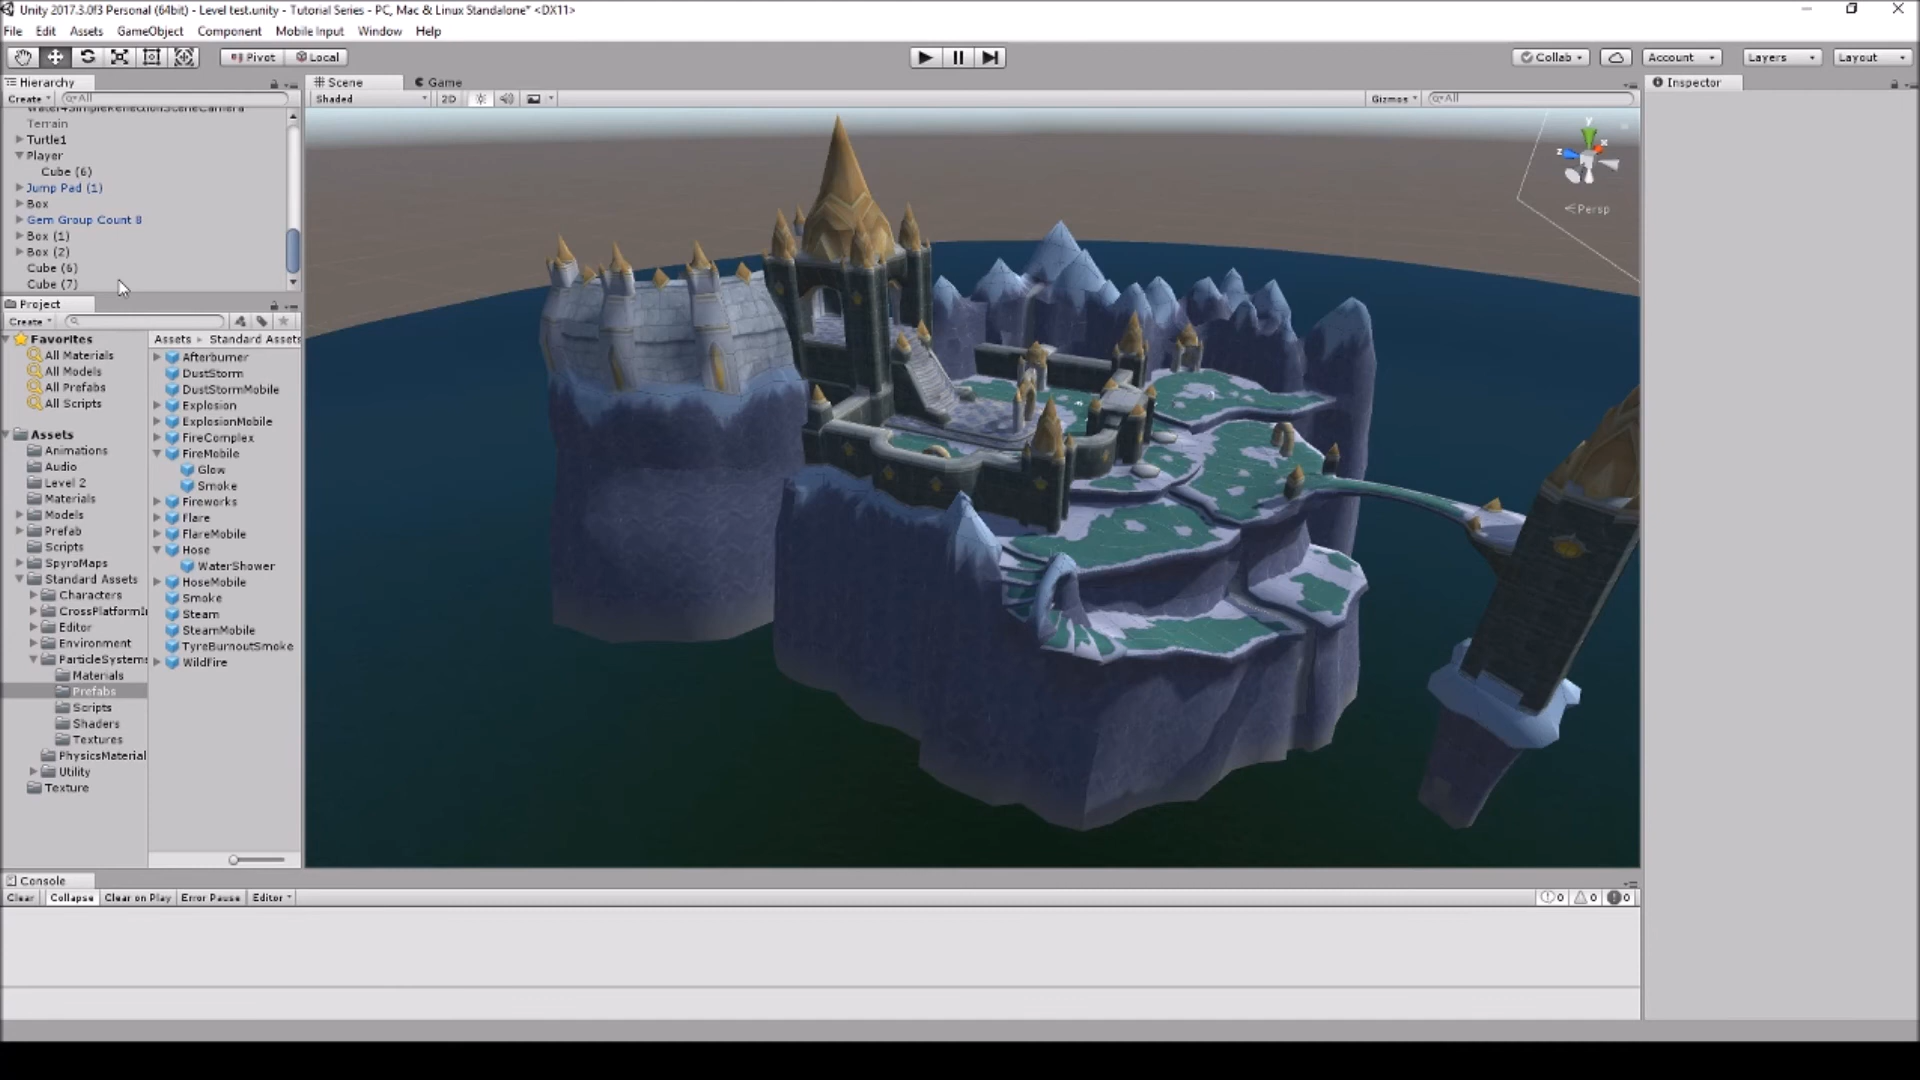 Unity 2017.3.0f3 Personal (64bit) - Level test.unity - Tutorial Series - PC, Mac & Linux Standalone* <DX11>
File Edit Assets GameObject Component Mobile Input Window Help
Pivot Local Collab Account Layers Layout
Hierarchy
Create All
Water4SimpleReflectionSceneCamera
Terrain
Turtle1
Player
Cube (6)
Jump Pad (1)
Box
Gem Group Count 8
Box (1)
Box (2)
Cube (6)
Cube (7)
Project
Create
Favorites
All Materials
All Models
All Prefabs
All Scripts
Assets
Animations
Audio
Level 2
Materials
Models
Prefab
Scripts
SpyroMaps
Standard Assets
Characters
CrossPlatformI
Editor
Environment
ParticleSystems
Materials
Prefabs
Scripts
Shaders
Textures
PhysicsMaterial
Utility
Texture
Assets Standard Assets
Afterburner
DustStorm
DustStormMobile
Explosion
ExplosionMobile
FireComplex
FireMobile
Glow
Smoke
Fireworks
Flare
FlareMobile
Hose
WaterShower
HoseMobile
Smoke
Steam
SteamMobile
TyreBurnoutSmoke
WildFire
Scene Game
Shaded 2D Gizmos All
y
x
z
Persp
Inspector
Console
Clear Collapse Clear on Play Error Pause Editor 0 0 0